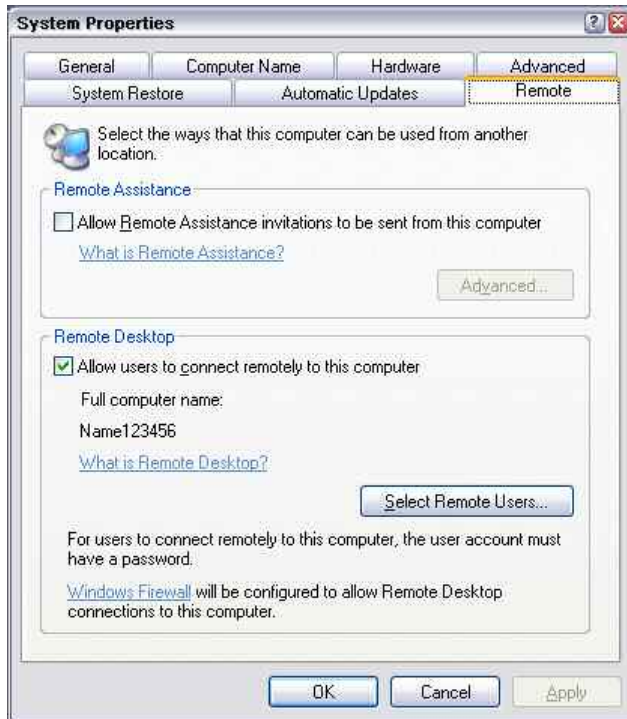 System Properties
General Computer Name Hardware Advanced
System Restore Automatic Updates Remote
Select the ways that this computer can be used from another
location.
Remote Assistance
Allow Remote Assistance invitations to be sent from this computer
What is Remote Assistance?
Advanced...
Remote Desktop
Allow users to connect remotely to this computer
Full computer name:
Name123456
What is Remote Desktop?
Select Remote Users...
For users to connect remotely to this computer, the user account must
have a password.
Windows Firewall will be configured to allow Remote Desktop
connections to this computer.
OK Cancel Apply